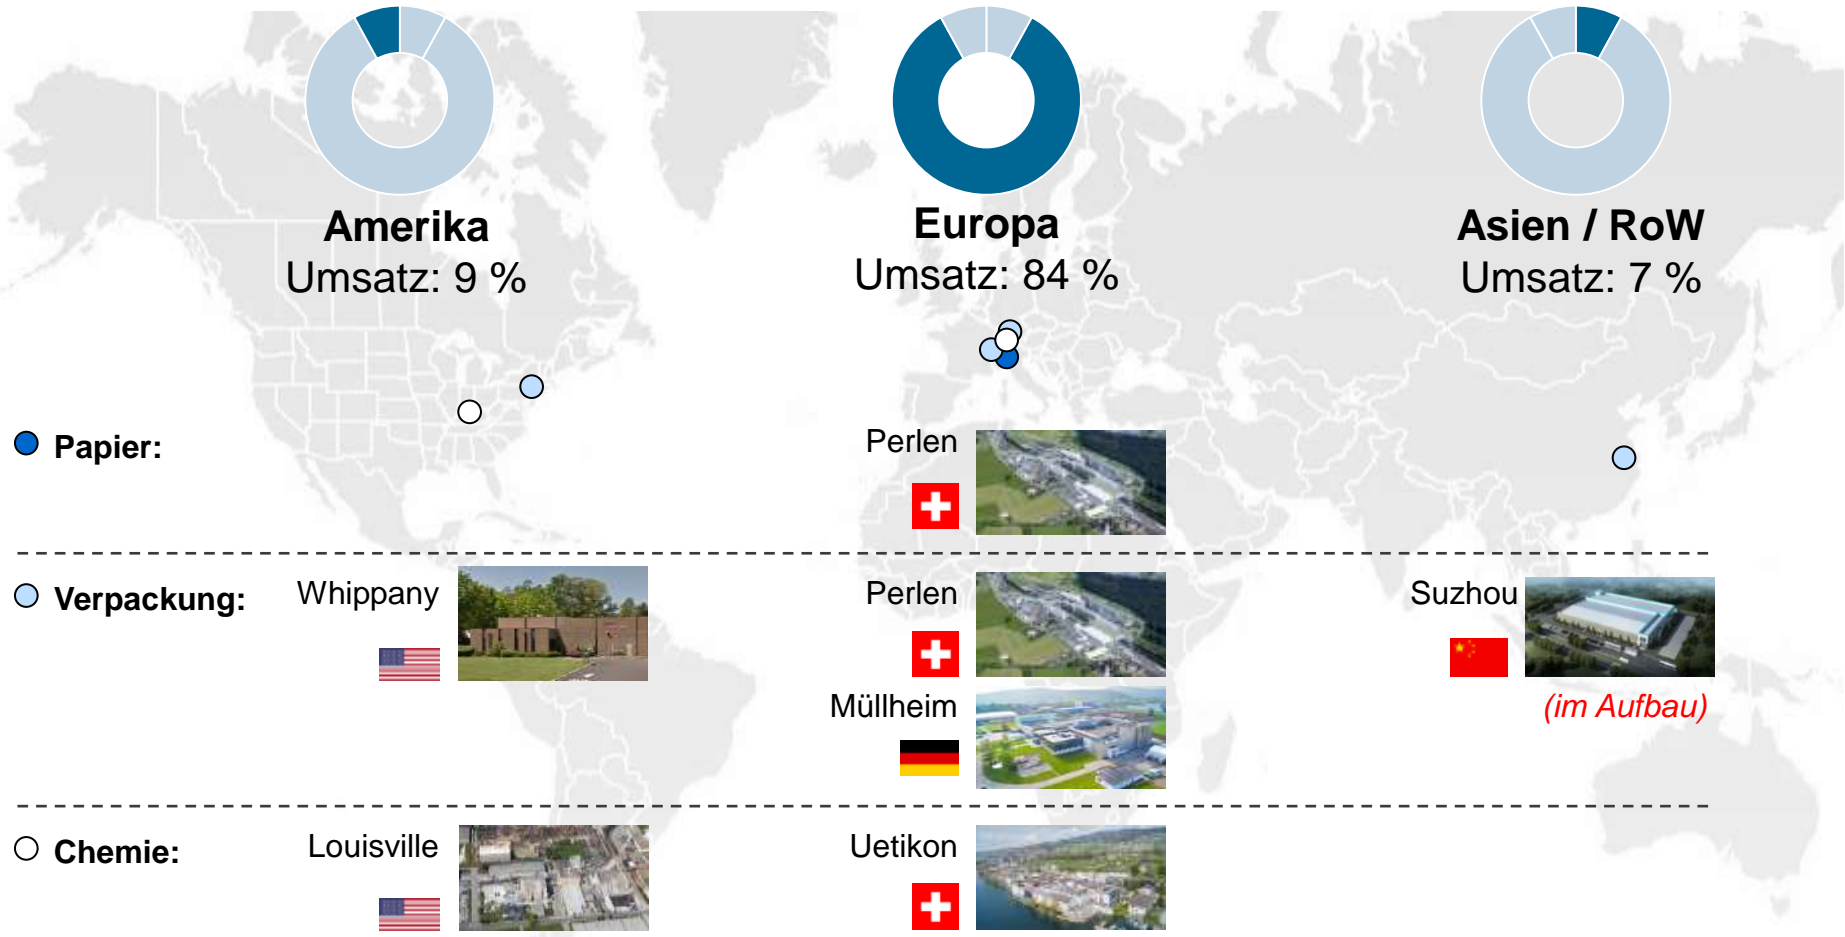 Amerika
Umsatz: 9 %
Europa
Umsatz: 84 %
Asien / RoW
Umsatz: 7 %
Papier:
Perlen
Verpackung:
Whippany
Perlen
Suzhou
Müllheim
(im Aufbau)
Chemie:
Louisville
Uetikon